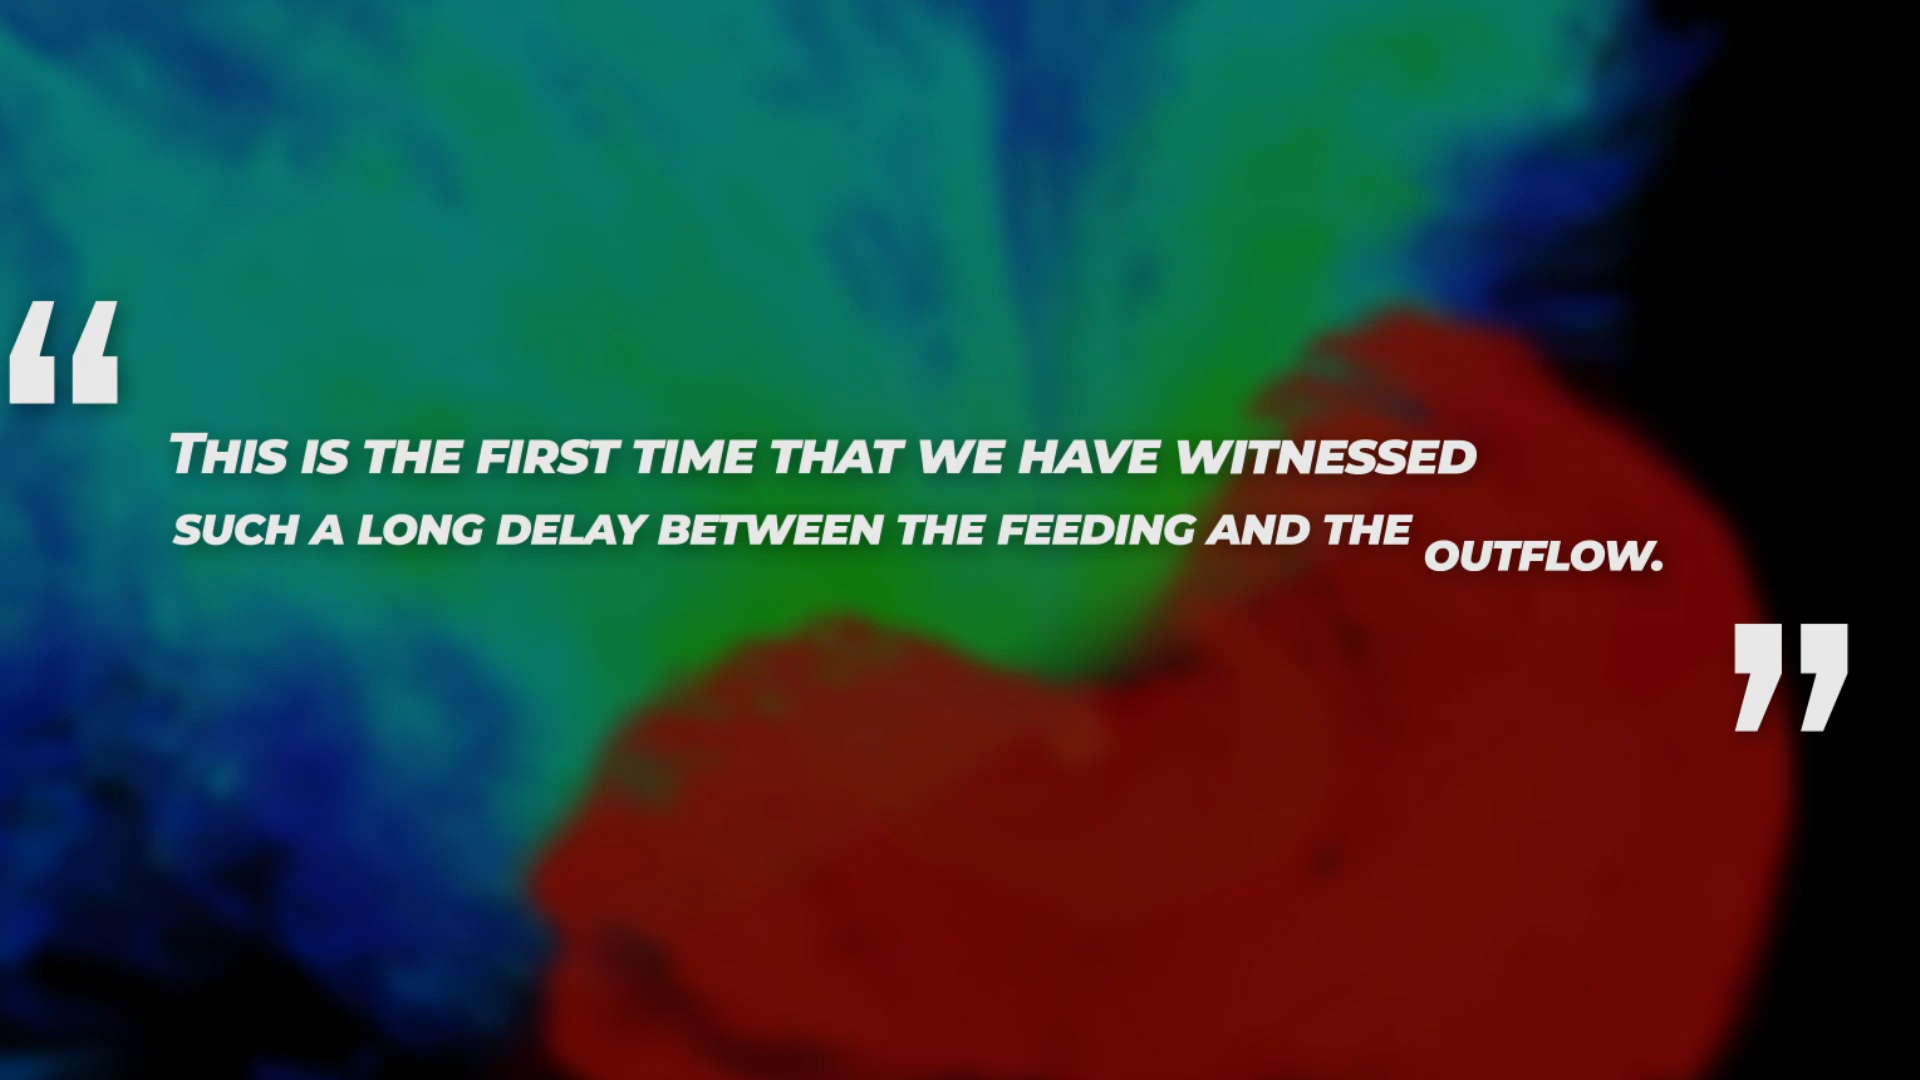 “
THIS IS THE FIRST TIME THAT WE HAVE WITNESSED
SUCH A LONG DELAY BETWEEN THE FEEDING AND THE OUTFLOW.
”